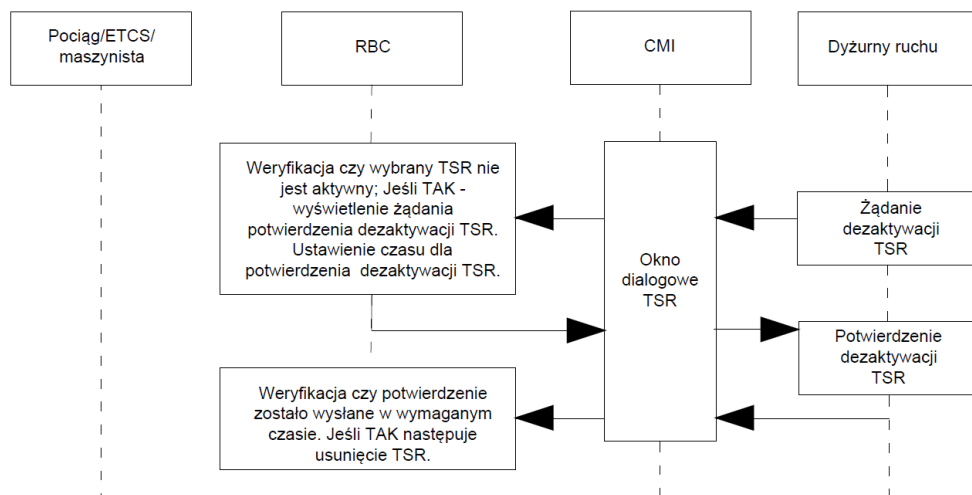 Pociąg/ETCS/
maszynista
RBC
CMI
Dyżurny ruchu
Weryfikacja czy wybrany TSR nie
jest aktywny; Jeśli TAK -
wyświetlenie żądania
potwierdzenia dezaktywacji TSR.
Ustawienie czasu dla
potwierdzenia dezaktywacji TSR.
Żądanie
dezaktywacji
TSR
Okno
dialogowe
TSR
Potwierdzenie
dezaktywacji
TSR
Weryfikacja czy potwierdzenie
zostało wysłane w wymaganym
czasie. Jeśli TAK następuje
usunięcie TSR.